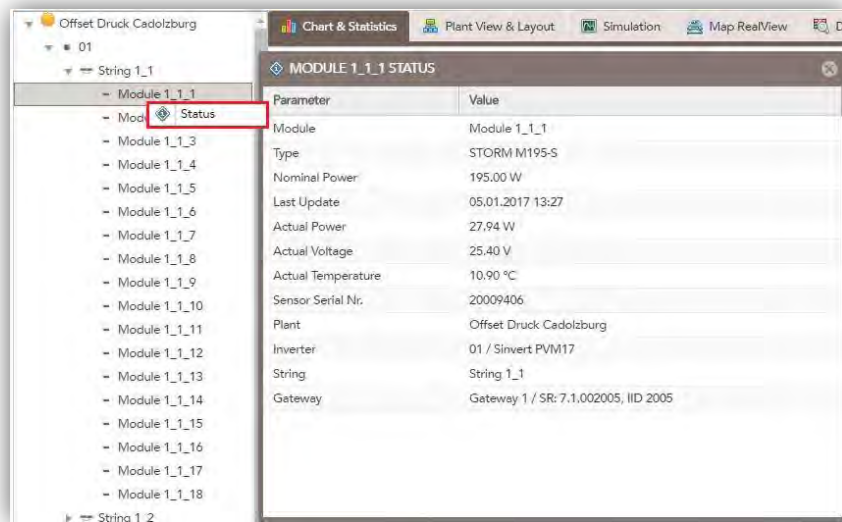 Offset Druck Cadolzburg
01
String 1_1
Module 1_1_1
Mod
Status
Module 1_1_3
Module 1_1_4
Module 1_1_5
Module 1_1_6
Module 1_1_7
Module 1_1_8
Module 1_1_9
Module 1_1_10
Module 1_1_11
Module 1_1_12
Module 1_1_13
Module 1_1_14
Module 1_1_15
Module 1_1_16
Module 1_1_17
Module 1_1_18
String 1_2
Chart & Statistics Plant View & Layout Simulation Map RealView D
MODULE 1_1_1 STATUS
Parameter Value
Module Module 1_1_1
Type STORM M195-S
Nominal Power 195.00 W
Last Update 05.01.2017 13:27
Actual Power 27.94 W
Actual Voltage 25.40 V
Actual Temperature 10.90 °C
Sensor Serial Nr. 20009406
Plant Offset Druck Cadolzburg
Inverter 01 / Sinvert PVM17
String String 1_1
Gateway Gateway 1 / SR: 7.1.002005, IID 2005